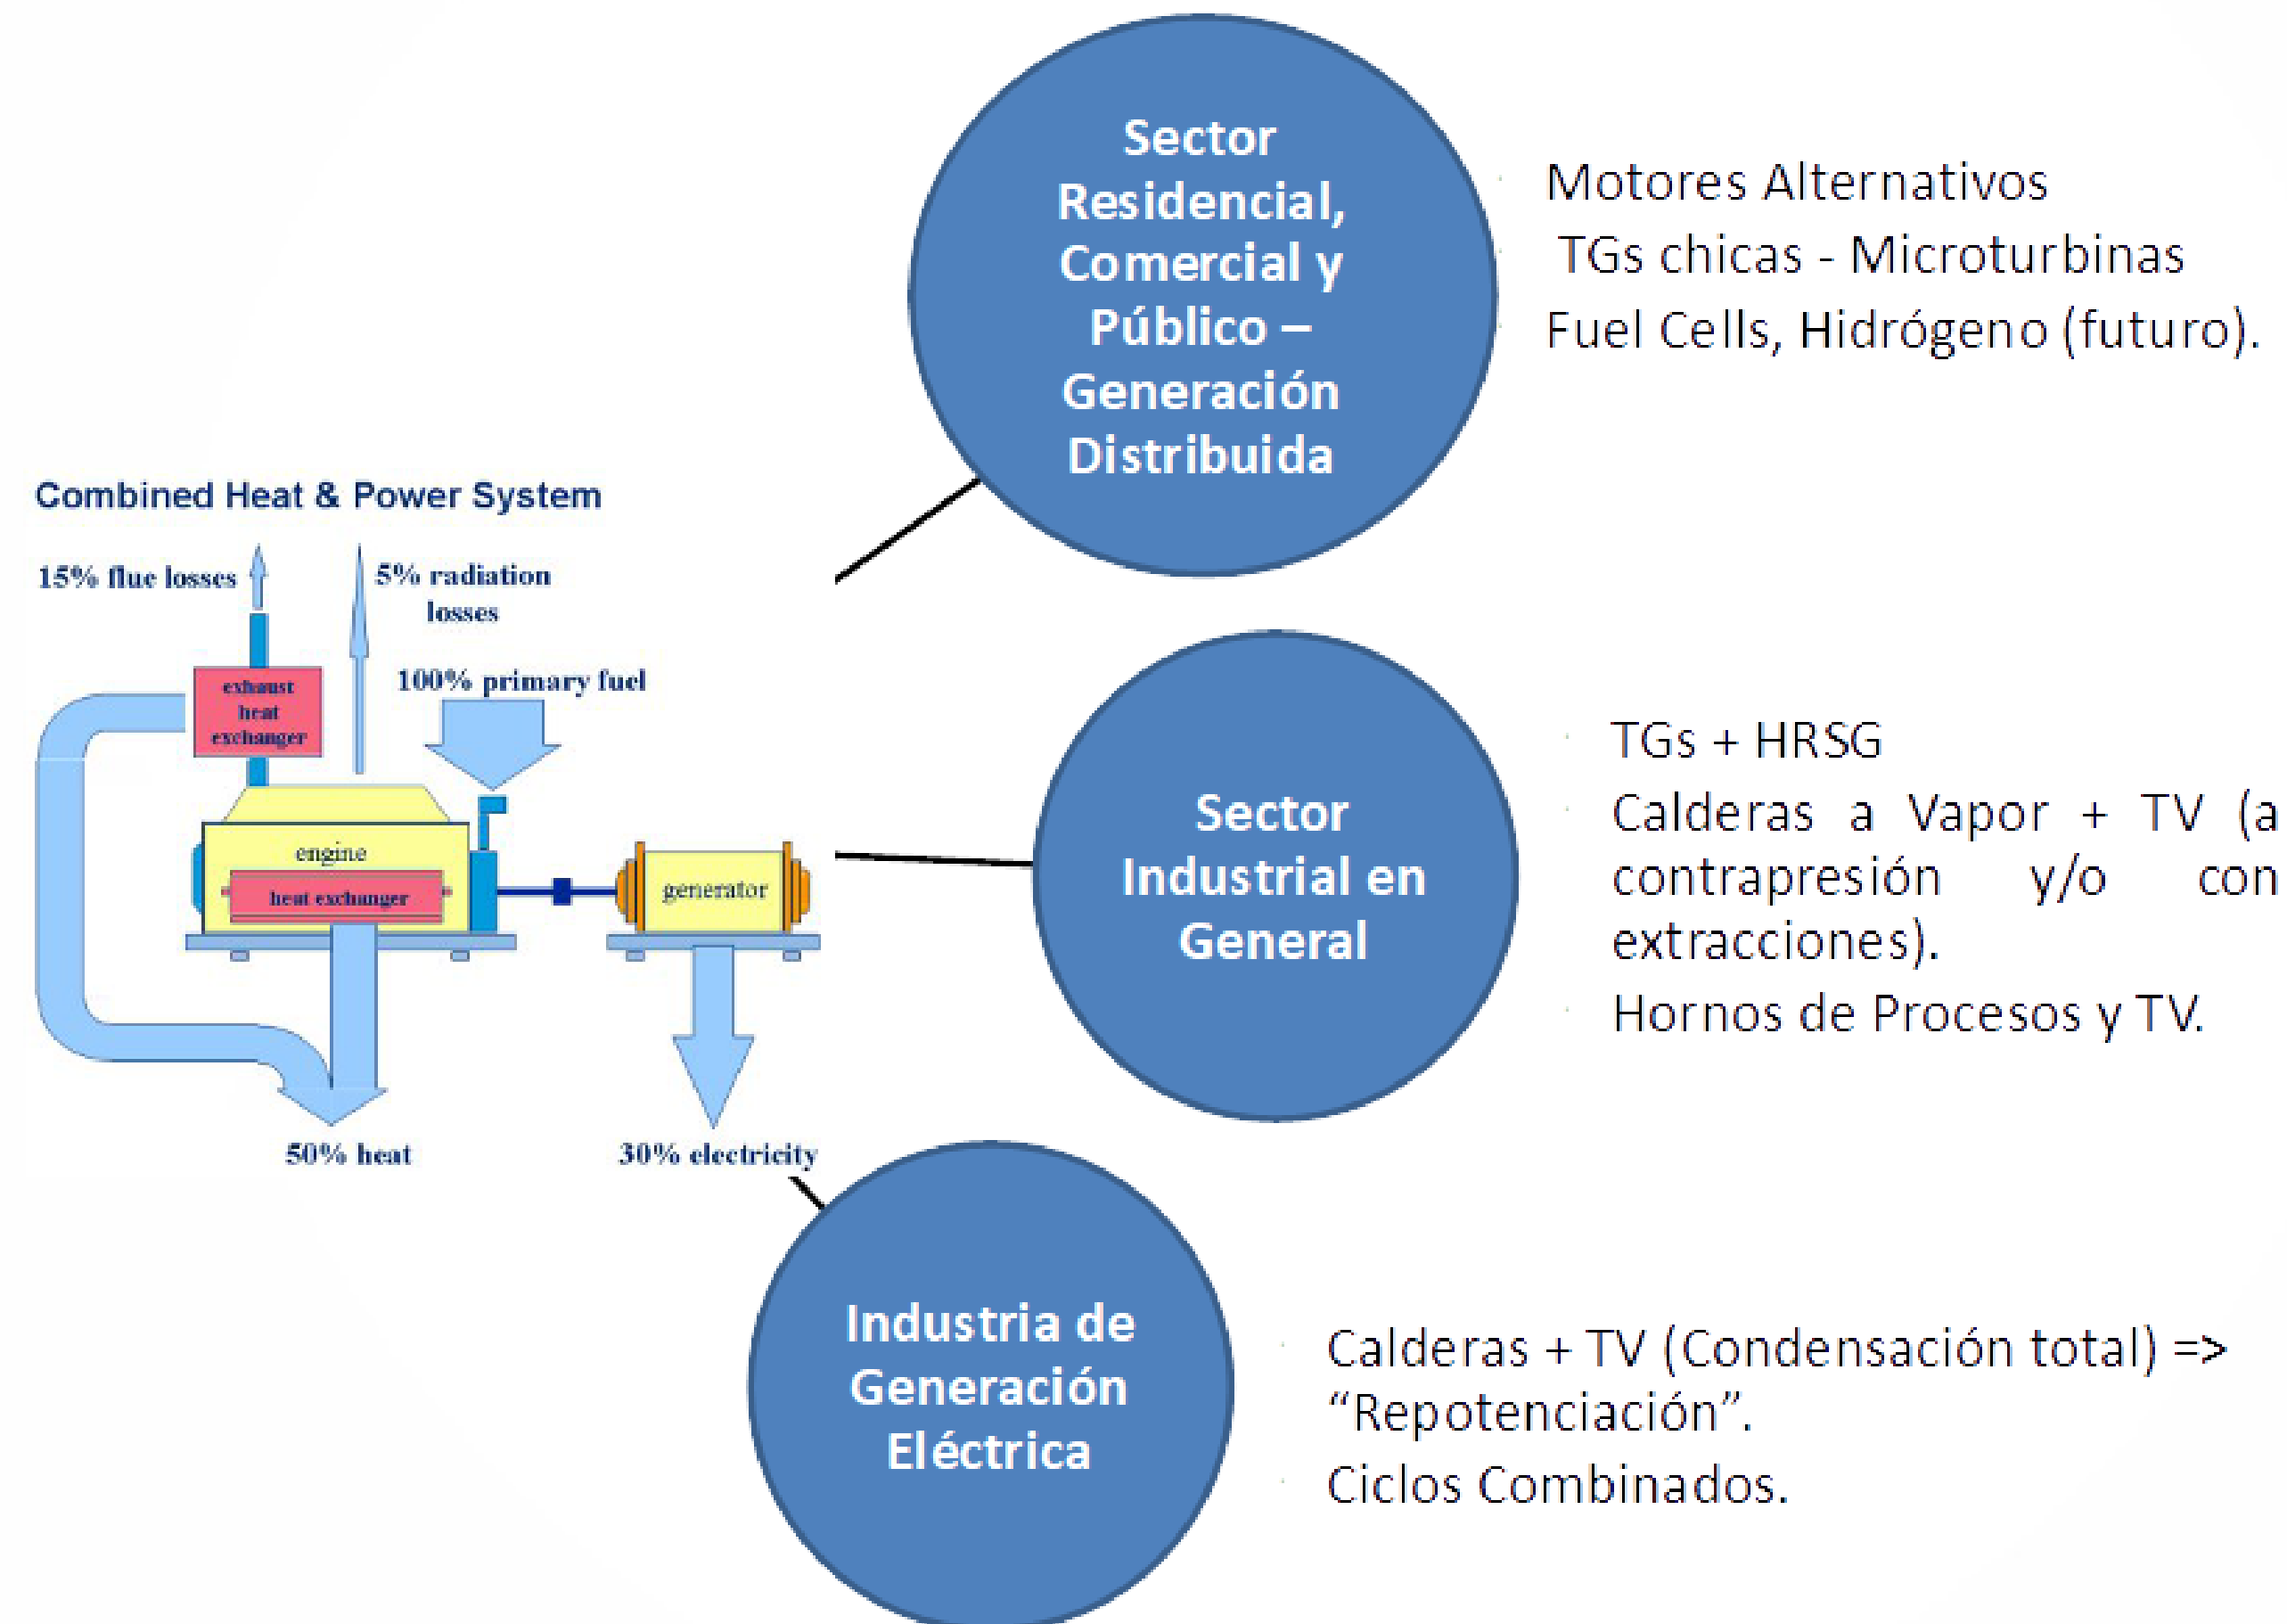 Sector
Residencial,
Comercial y
Público –
Generación
Distribuida
Motores Alternativos
TGs chicas - Microturbinas
Fuel Cells, Hidrógeno (futuro).
Combined Heat & Power System
15% flue losses
5% radiation
losses
100% primary fuel
exhaust
heat
exchanger
engine
heat exchanger
generator
50% heat
30% electricity
Sector
Industrial en
General
TGs + HRSG
Calderas a Vapor + TV (a
contrapresión y/o con
extracciones).
Hornos de Procesos y TV.
Industria de
Generación
Eléctrica
Calderas + TV (Condensación total) =>
“Repotenciación”.
Ciclos Combinados.